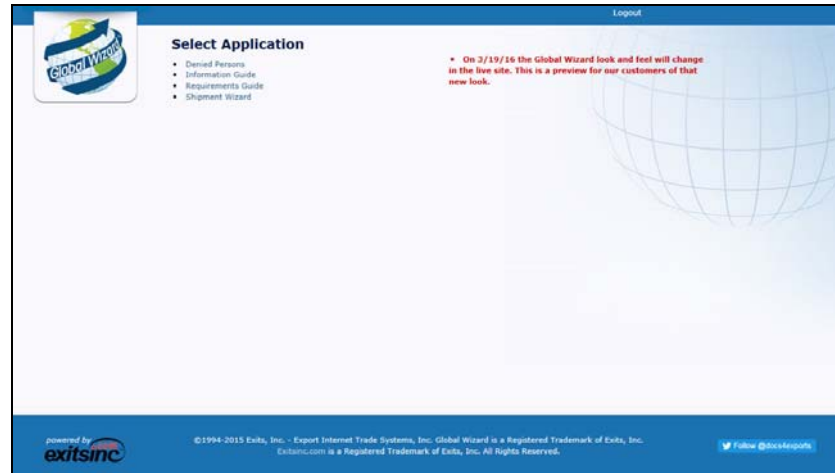 Logout
Global Wizard
Select Application
• Denied Persons
• Information Guide
• Requirements Guide
• Shipment Wizard
• On 3/19/16 the Global Wizard look and feel will change
in the live site. This is a preview for our customers of that
new look.
powered by
exitsinc
©1994-2015 Exits, Inc. - Export Internet Trade Systems, Inc. Global Wizard is a Registered Trademark of Exits, Inc.
Exitsinc.com is a Registered Trademark of Exits, Inc. All Rights Reserved.
Follow @docs4exports